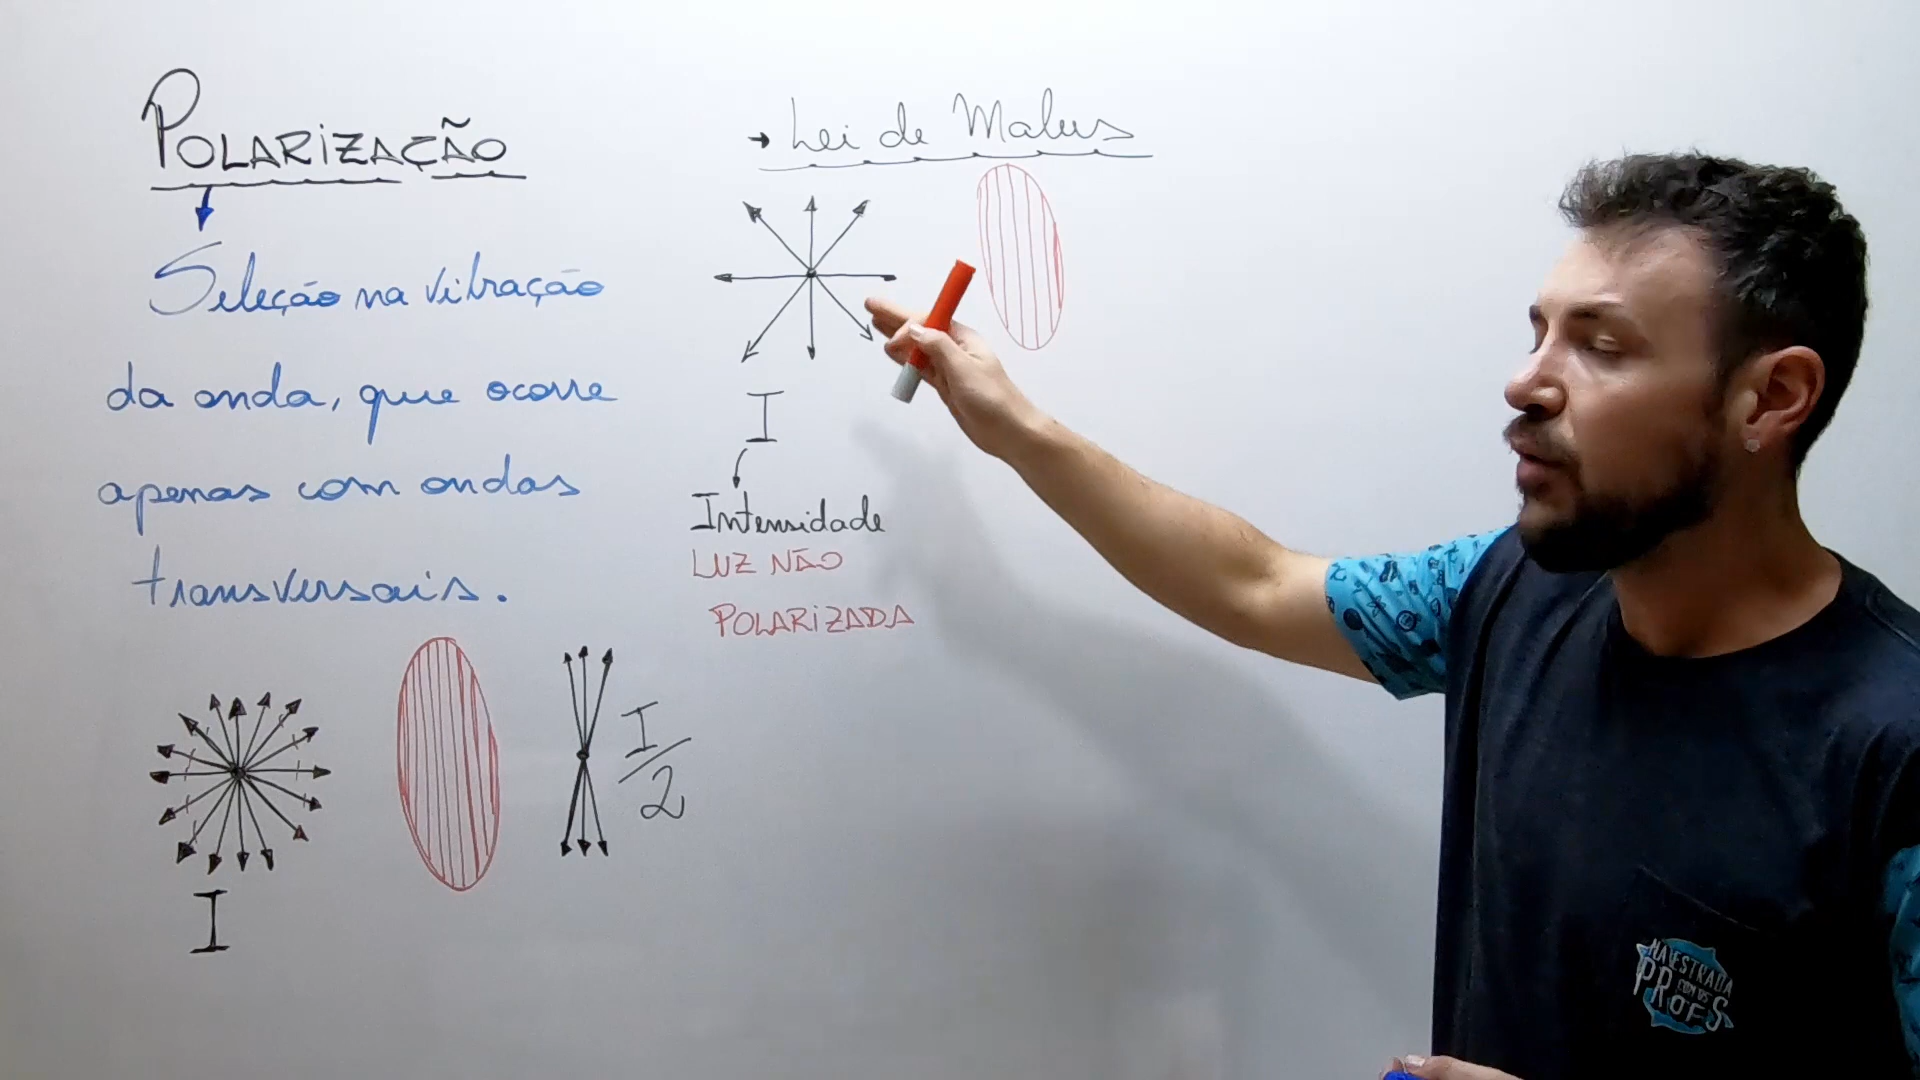 POLARIZAÇÃO
Seleção na vibração
da onda, que ocorre
apenas com ondas
transversais.
I
I/2
→ Lei de Malus
I
Intensidade
LUZ NÃO
POLARIZADA
NA ESTRADA
COM OS
PROFS